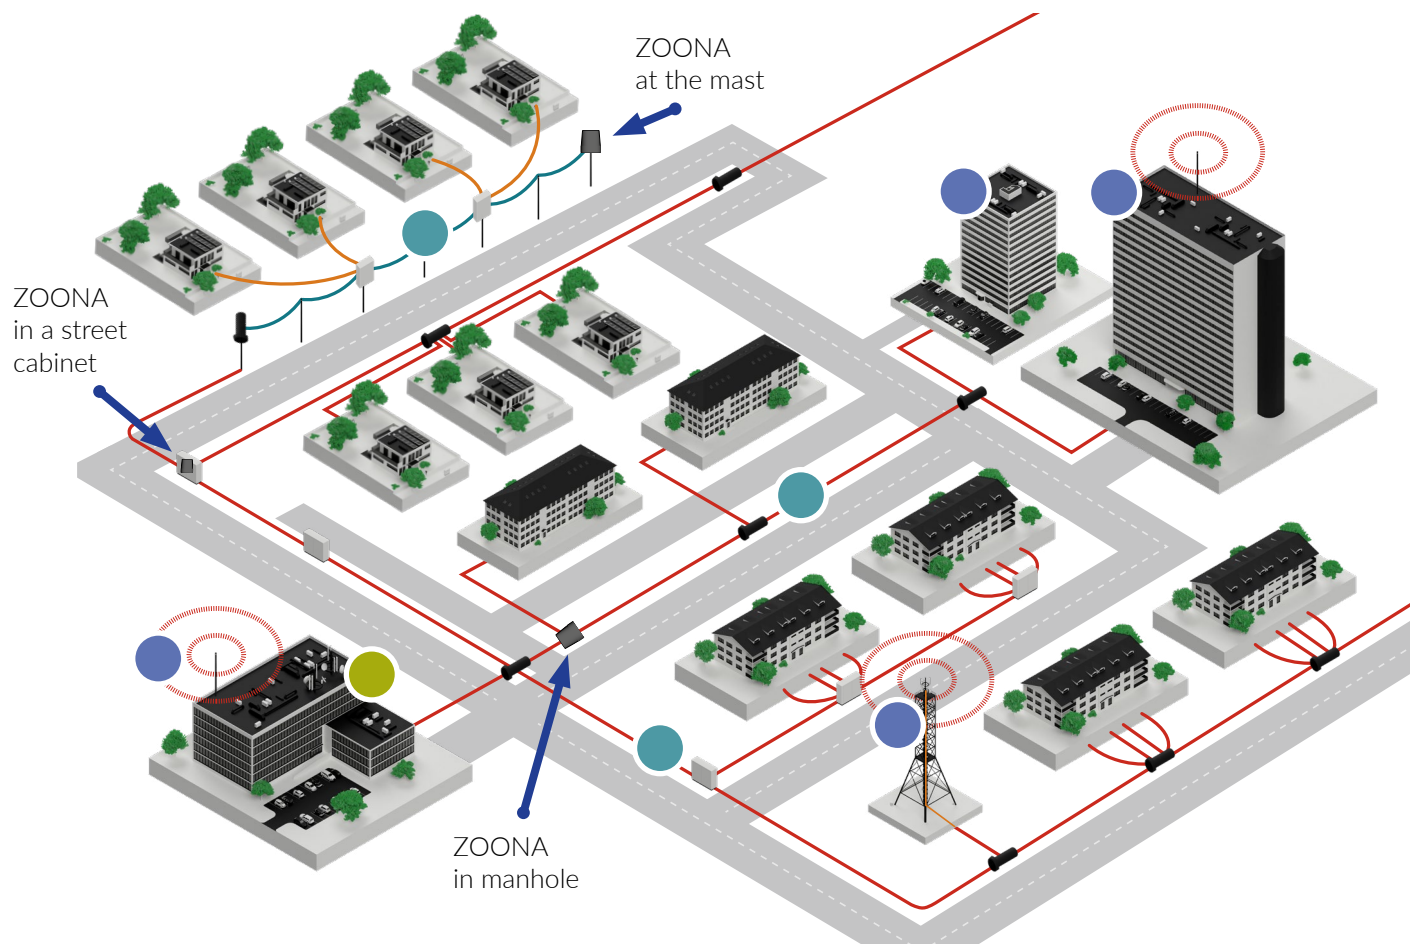 ZOONA
at the mast
ZOONA
in a street
cabinet
ZOONA
in manhole